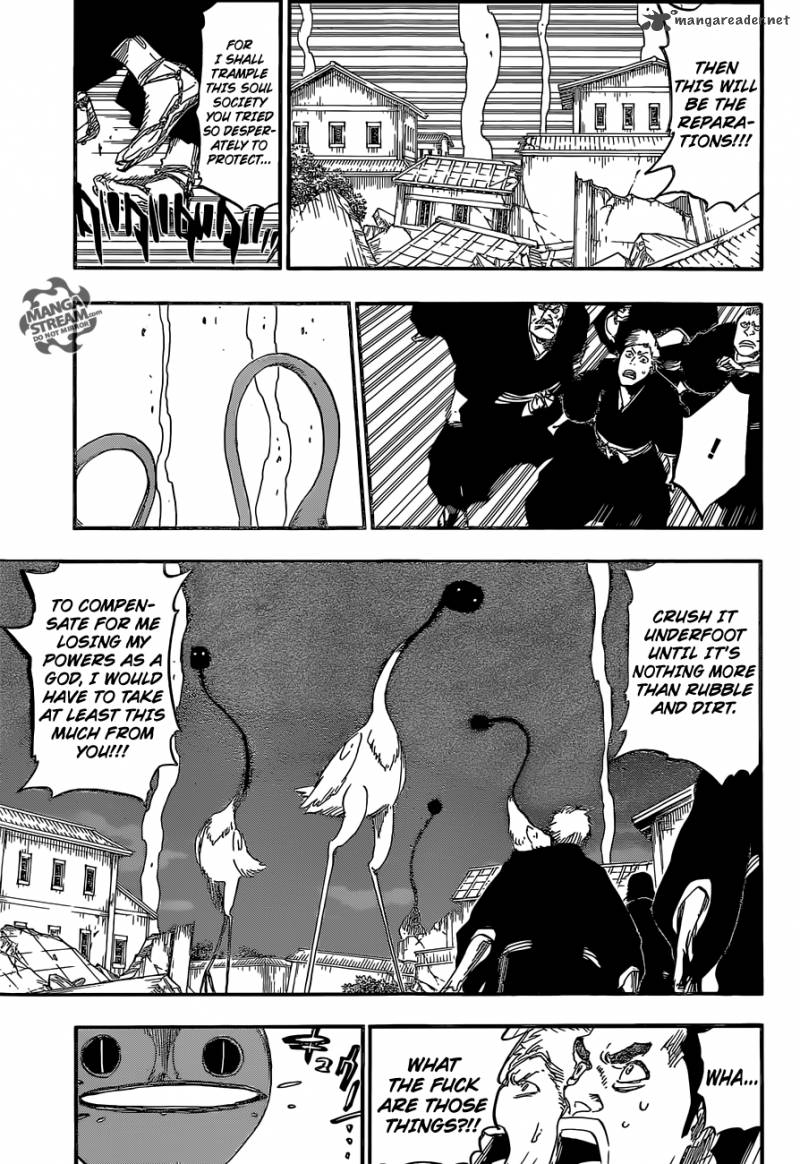 mangareader.net
THEN
THIS WILL
BE THE
REPARA-
TIONS!!!
FOR
I SHALL
TRAMPLE
THIS SOUL
SOCIETY
YOU TRIED
SO DESPER-
ATELY TO
PROTECT...
!
MANGA
STREAM.com
DO NOT MIRROR
CRUSH IT
UNDERFOOT
UNTIL IT'S
NOTHING MORE
THAN RUBBLE
AND DIRT.
TO COMPEN-
SATE FOR ME
LOSING MY
POWERS AS A
GOD, I WOULD
HAVE TO TAKE
AT LEAST THIS
MUCH FROM
YOU!!!
WHA...
WHAT
THE FUCK
ARE THOSE
THINGS?!!